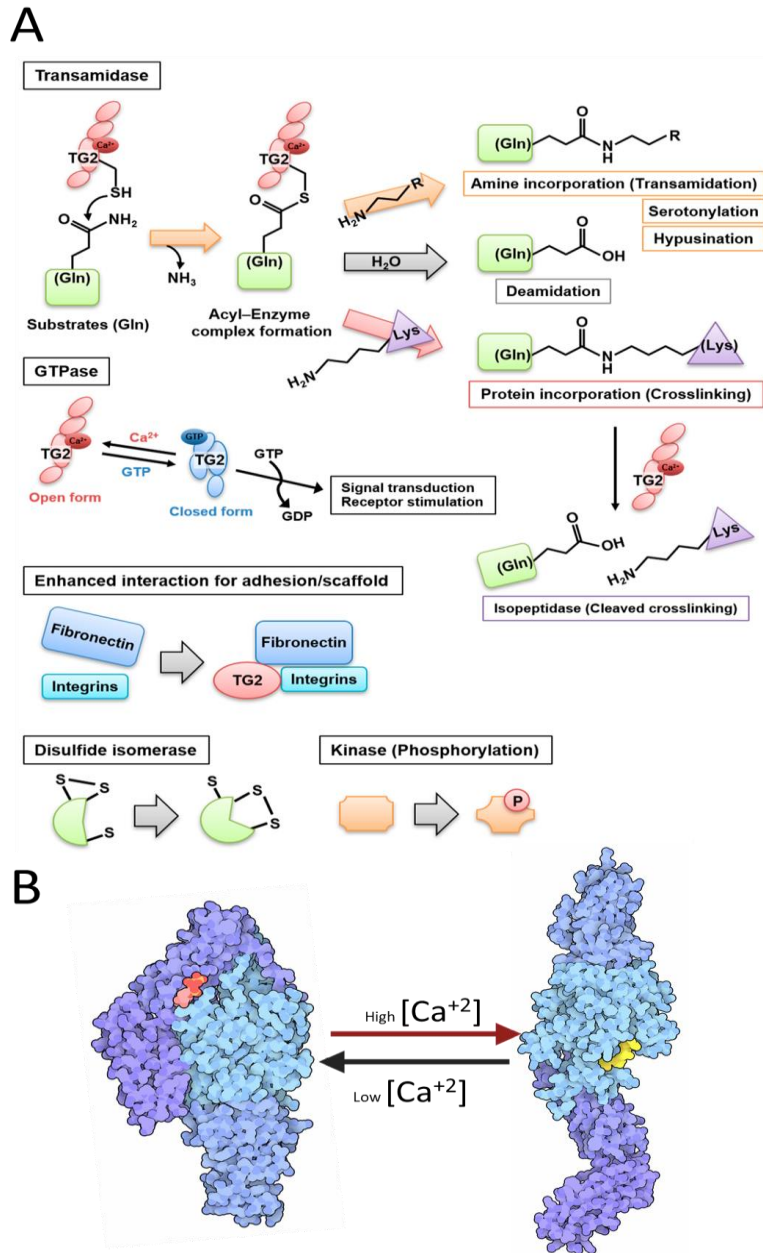 A
Transamidase
TG2
Ca²⁺
SH
O
NH₂
(Gln)
Substrates (Gln)
NH₃
TG2
Ca²⁺
S
O
(Gln)
Acyl–Enzyme
complex formation
H₂N
R
H₂O
H₂N
Lys
(Gln)
O
N
H
R
Amine incorporation (Transamidation)
Serotonylation
Hypusination
(Gln)
O
OH
Deamidation
(Gln)
O
N
H
(Lys)
Protein incorporation (Crosslinking)
TG2
Ca²⁺
(Gln)
O
OH
H₂N
Lys
Isopeptidase (Cleaved crosslinking)
GTPase
TG2
Ca²⁺
Open form
Ca²⁺
GTP
GTP
TG2
Closed form
GTP
GDP
Signal transduction
Receptor stimulation
Enhanced interaction for adhesion/scaffold
Fibronectin
Integrins
Fibronectin
TG2
Integrins
Disulfide isomerase
S
S
S
S
S
S
Kinase (Phosphorylation)
P
B
High [Ca⁺²]
Low [Ca⁺²]